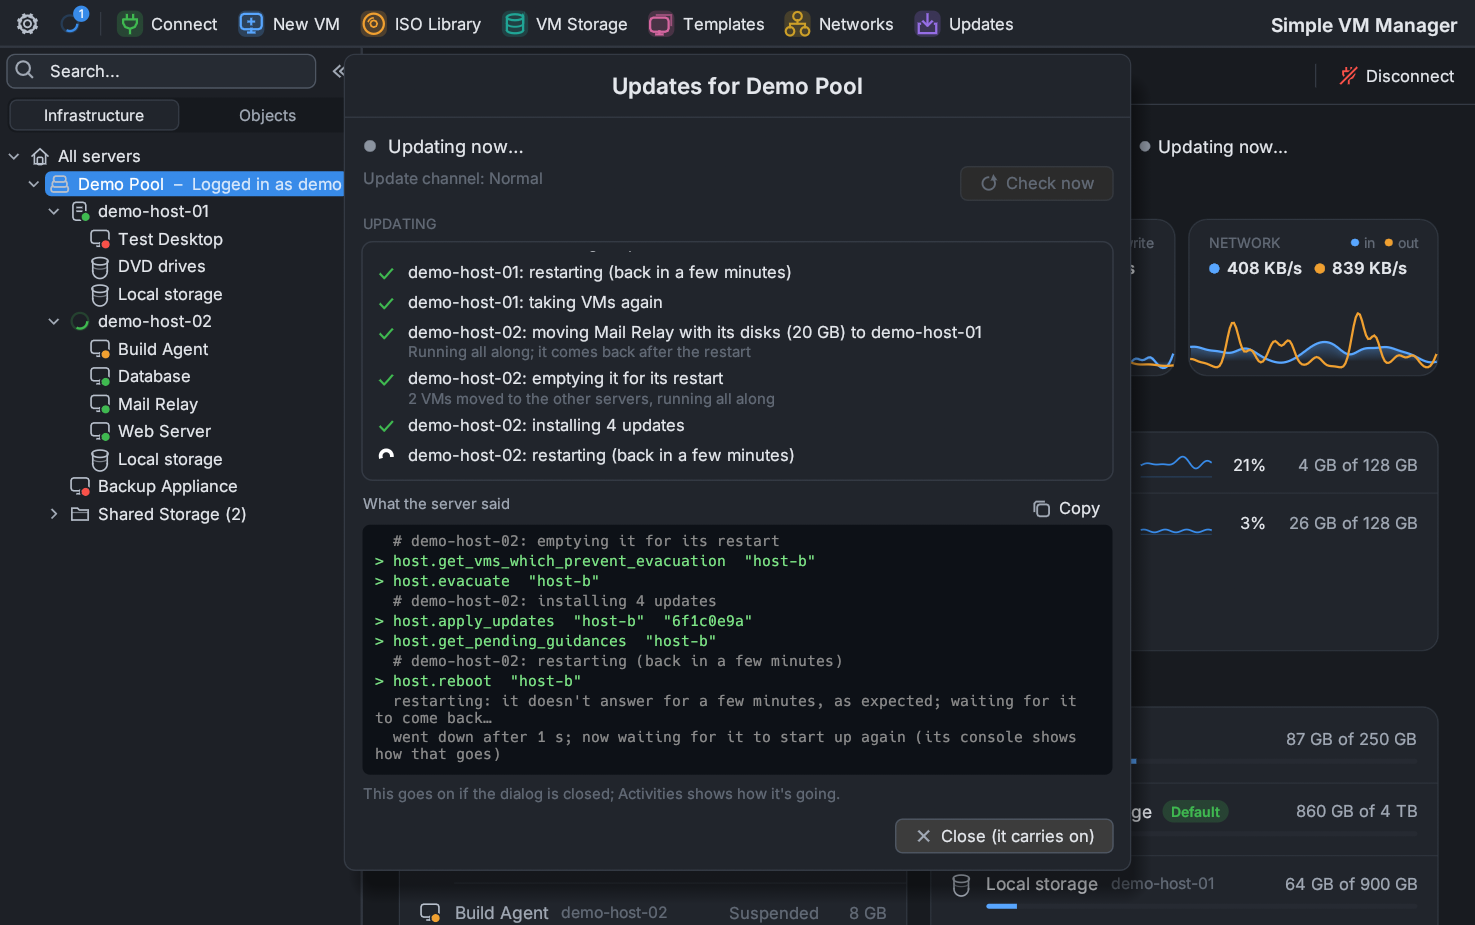 1
Connect
New VM
ISO Library
VM Storage
Templates
Networks
Updates
Simple VM Manager
Search...
Disconnect
Infrastructure
Objects
All servers
Demo Pool – Logged in as demo
demo-host-01
Test Desktop
DVD drives
Local storage
demo-host-02
Build Agent
Database
Mail Relay
Web Server
Local storage
Backup Appliance
Shared Storage (2)
Updates for Demo Pool
Updating now...
Update channel: Normal
Check now
UPDATING
demo-host-01: restarting (back in a few minutes)
demo-host-01: taking VMs again
demo-host-02: moving Mail Relay with its disks (20 GB) to demo-host-01
Running all along; it comes back after the restart
demo-host-02: emptying it for its restart
2 VMs moved to the other servers, running all along
demo-host-02: installing 4 updates
demo-host-02: restarting (back in a few minutes)
What the server said
Copy
# demo-host-02: emptying it for its restart
> host.get_vms_which_prevent_evacuation "host-b"
> host.evacuate "host-b"
# demo-host-02: installing 4 updates
> host.apply_updates "host-b" "6f1c0e9a"
> host.get_pending_guidances "host-b"
# demo-host-02: restarting (back in a few minutes)
> host.reboot "host-b"
restarting: it doesn't answer for a few minutes, as expected; waiting for it
to come back…
went down after 1 s; now waiting for it to start up again (its console shows
how that goes)
This goes on if the dialog is closed; Activities shows how it's going.
Close (it carries on)
Updating now...
NETWORK
in
out
408 KB/s
839 KB/s
21%
4 GB of 128 GB
3%
26 GB of 128 GB
87 GB of 250 GB
Default
860 GB of 4 TB
Local storage
demo-host-01
64 GB of 900 GB
Build Agent
demo-host-02
Suspended
8 GB